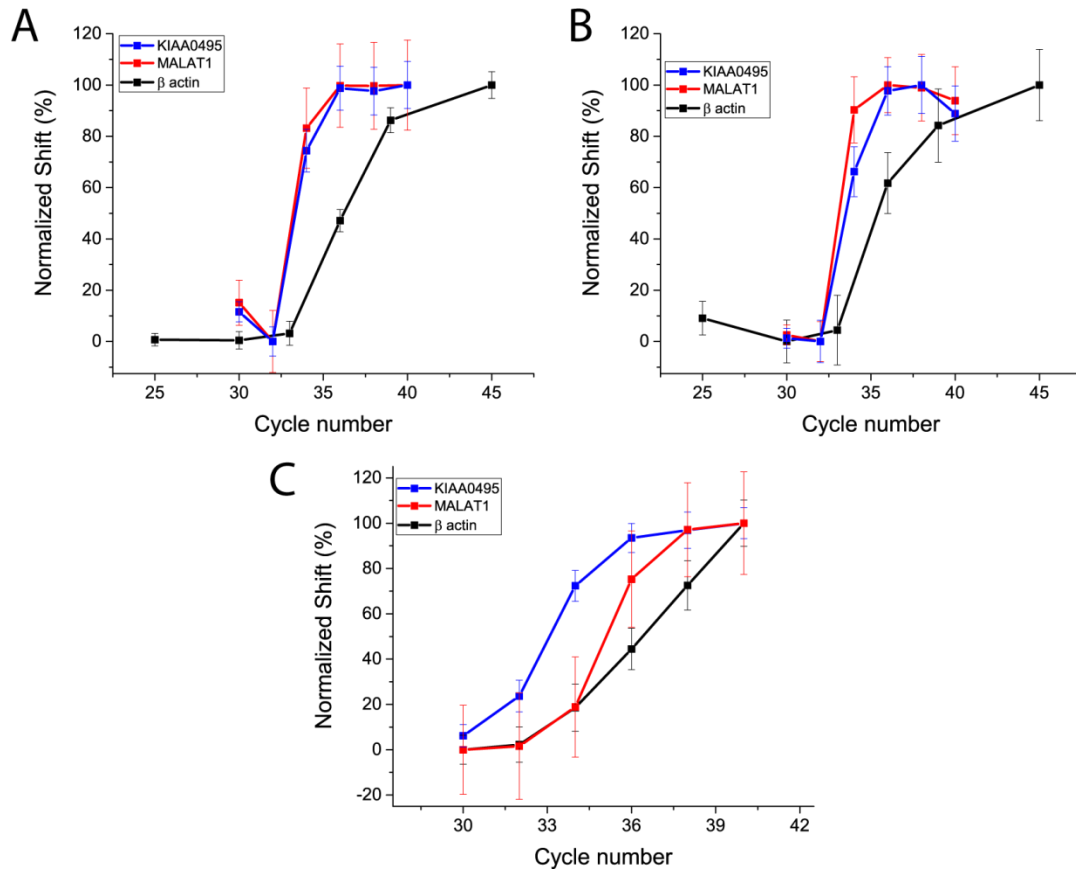 A
KIAA0495
MALAT1
β actin
Normalized Shift (%)
120
100
80
60
40
20
0
25 30 35 40 45
Cycle number
B
KIAA0495
MALAT1
β actin
Normalized Shift (%)
120
100
80
60
40
20
0
25 30 35 40 45
Cycle number
C
KIAA0495
MALAT1
β actin
Normalized Shift (%)
120
100
80
60
40
20
0
-20
30 33 36 39 42
Cycle number